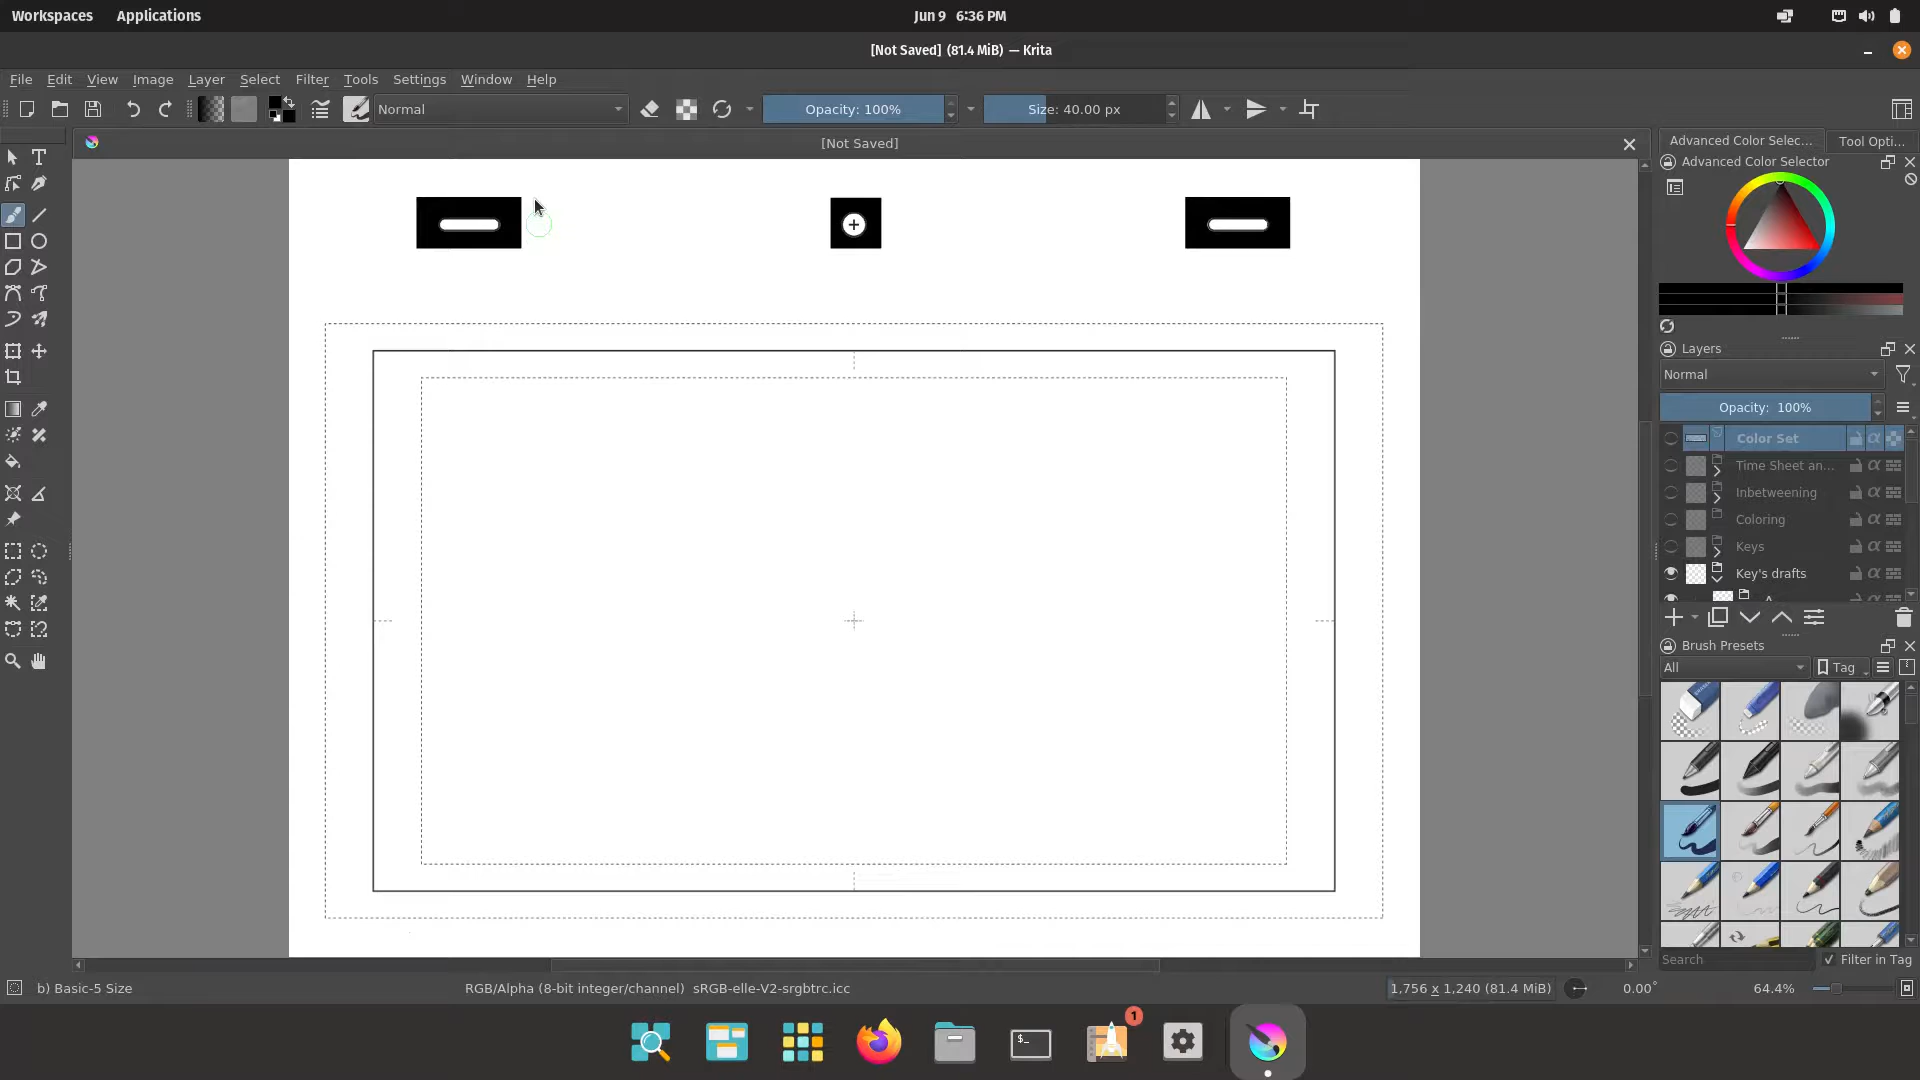 Workspaces Applications Jun 9 6:36 PM
[Not Saved] (81.4 MiB) — Krita
File Edit View Image Layer Select Filter Tools Settings Window Help
Normal Opacity: 100% Size: 40.00 px
[Not Saved]
Advanced Color Selec... Tool Opti...
Advanced Color Selector
Layers
Normal
Opacity: 100%
Color Set
Time Sheet an...
Inbetweening
Coloring
Keys
Key's drafts
Brush Presets
All Tag
Search Filter in Tag
b) Basic-5 Size RGB/Alpha (8-bit integer/channel) sRGB-elle-V2-srgbtrc.icc 1,756 x 1,240 (81.4 MiB) 0.00° 64.4%
1